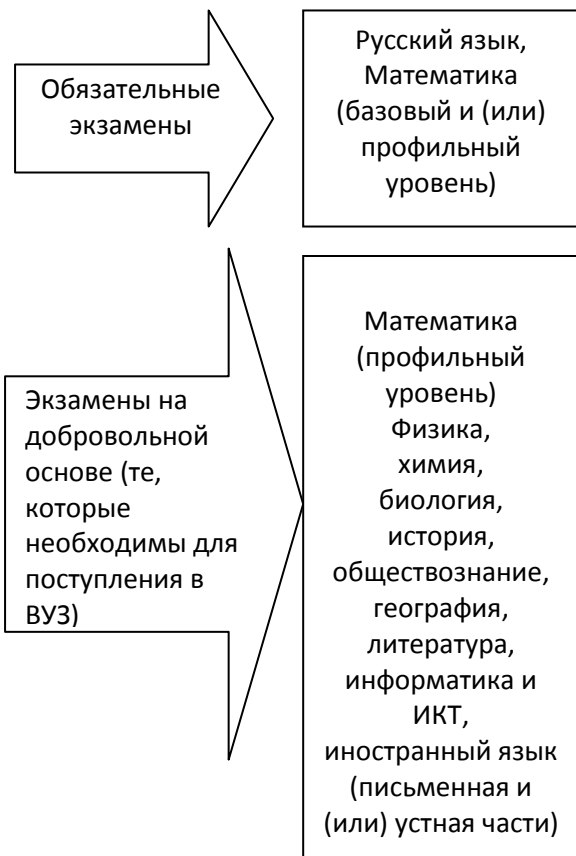 Обязательные
экзамены
Русский язык,
Математика
(базовый и (или)
профильный
уровень)
Экзамены на
добровольной
основе (те,
которые
необходимы для
поступления в
ВУЗ)
Математика
(профильный
уровень)
Физика,
химия,
биология,
история,
обществознание,
география,
литература,
информатика и
ИКТ,
иностранный язык
(письменная и
(или) устная части)